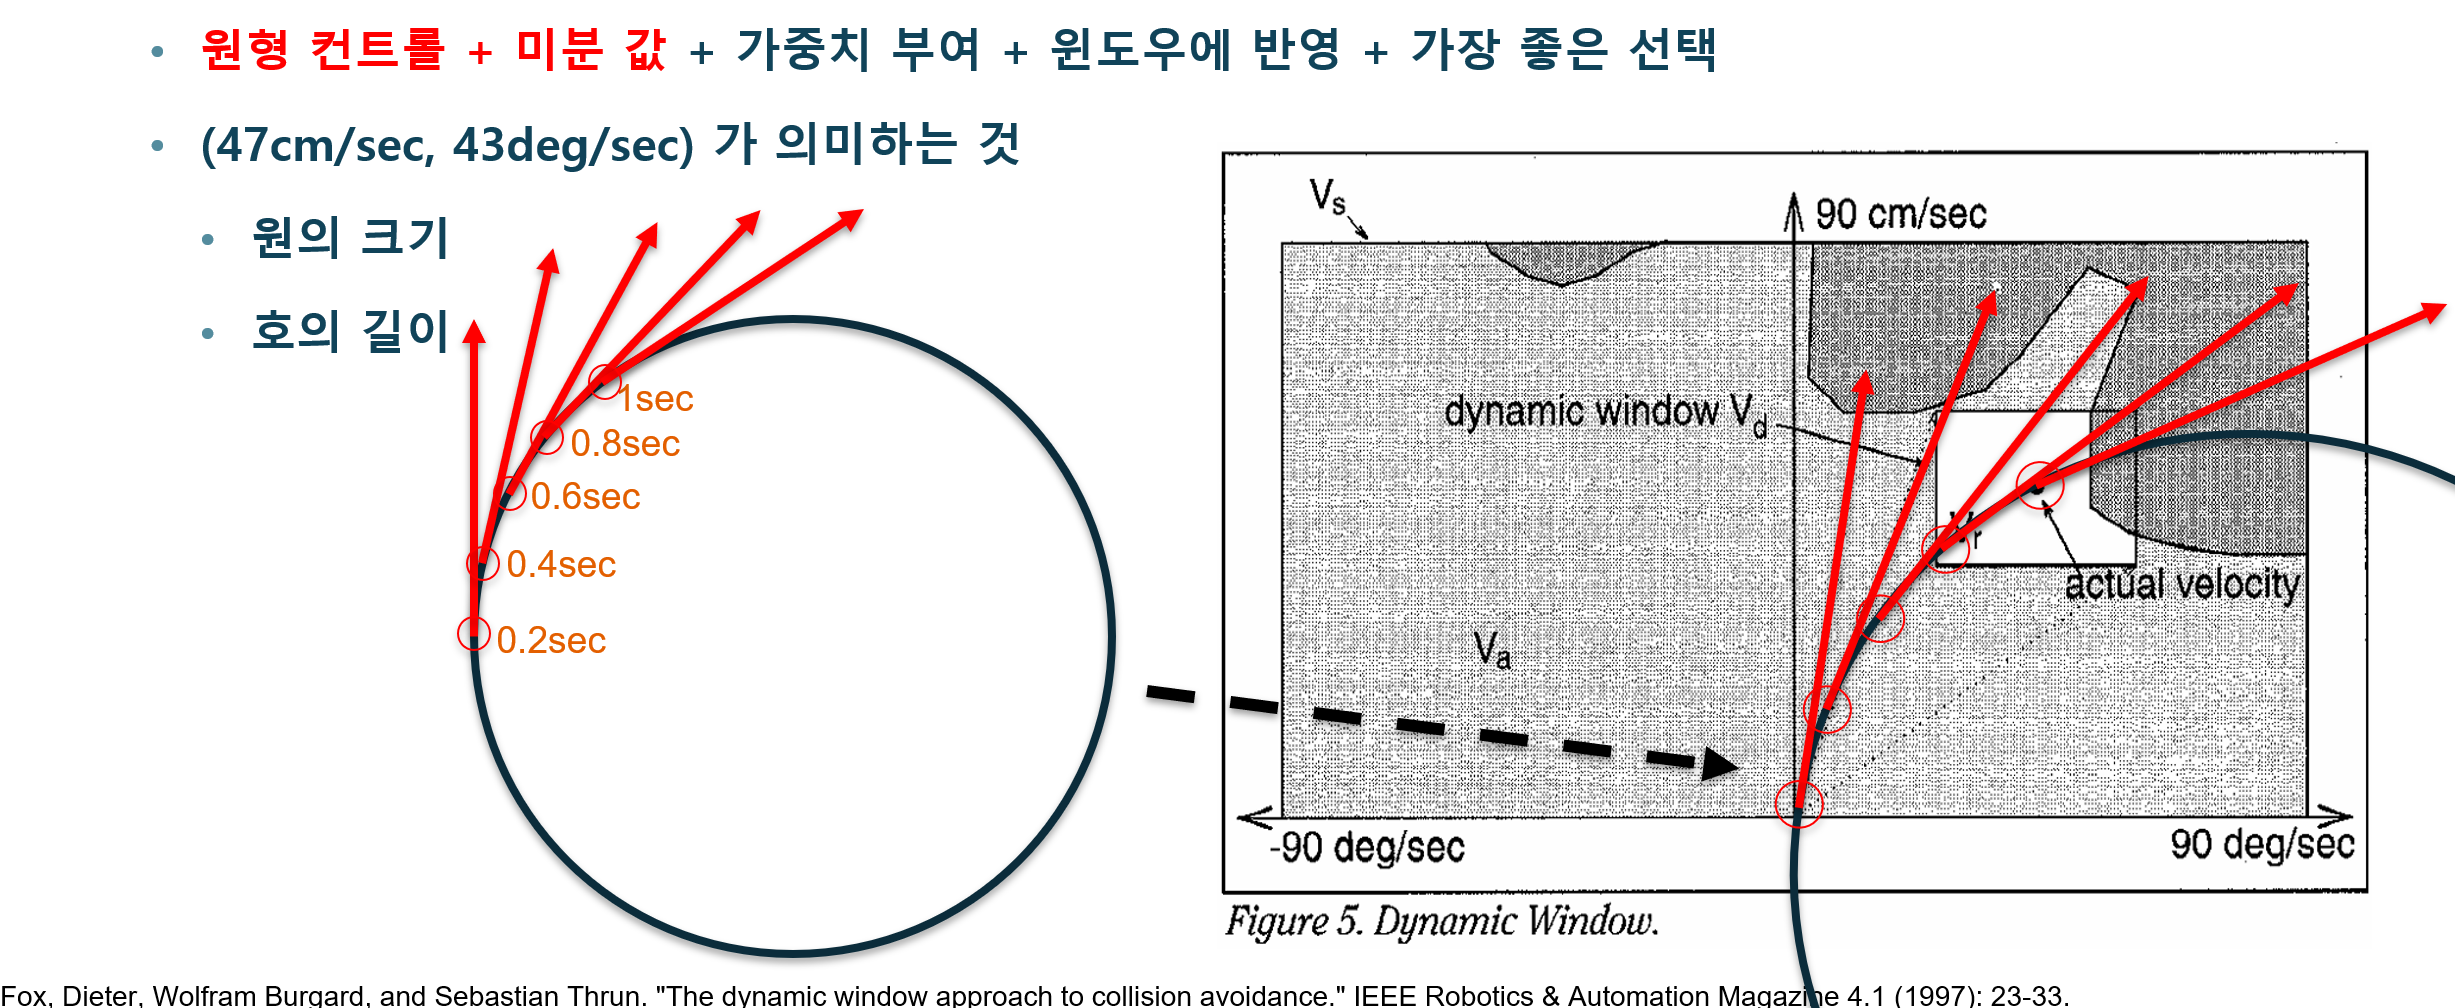 • 원형 컨트롤 + 미분 값 + 가중치 부여 + 윈도우에 반영 + 가장 좋은 선택
• (47cm/sec, 43deg/sec) 가 의미하는 것
• 원의 크기
• 호의 길이
1sec
0.8sec
0.6sec
0.4sec
0.2sec
Vs
90 cm/sec
dynamic window Vd
Vr
actual velocity
Va
-90 deg/sec
90 deg/sec
Figure 5. Dynamic Window.
Fox, Dieter, Wolfram Burgard, and Sebastian Thrun. "The dynamic window approach to collision avoidance." IEEE Robotics & Automation Magazine 4.1 (1997): 23-33.